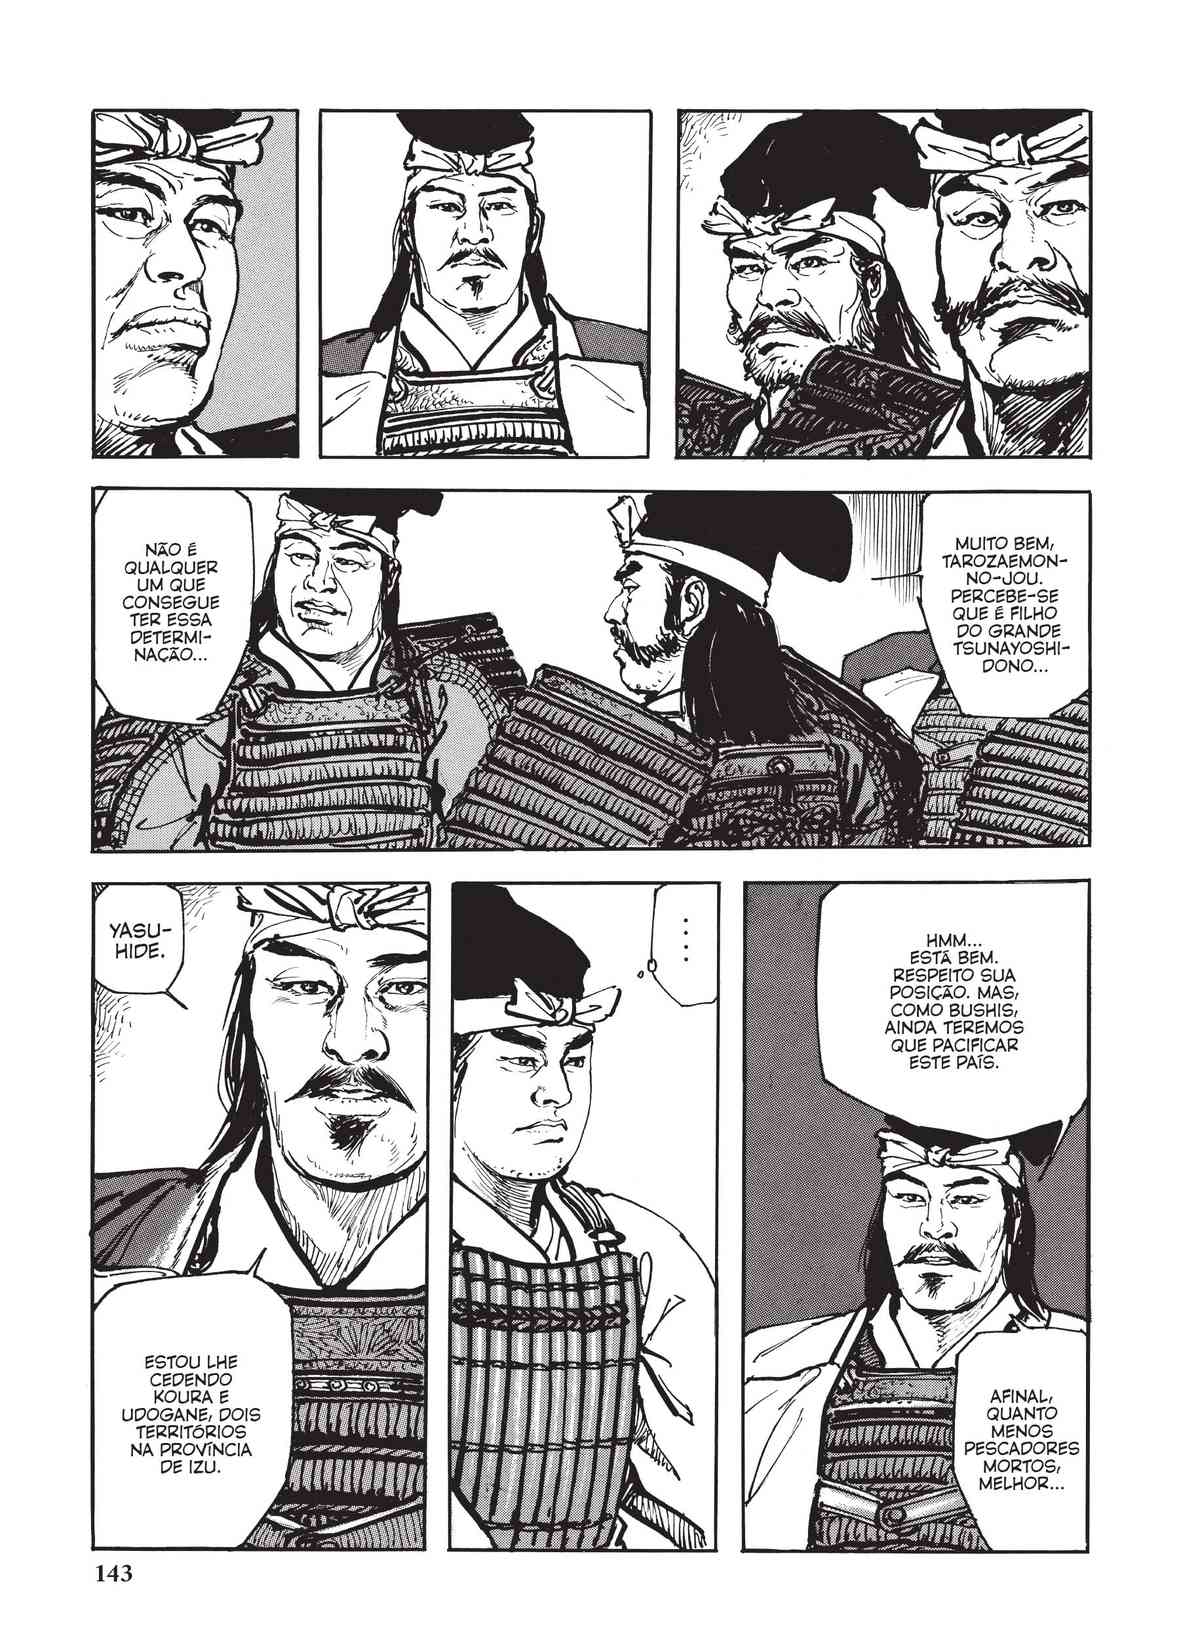 MUITO BEM,
TAROZAEMON-
NO-JOU.
PERCEBE-SE
QUE É FILHO
DO GRANDE
TSUNAYOSHI-
DONO...
NÃO É
QUALQUER
UM QUE
CONSEGUE
TER ESSA
DETERMI-
NAÇÃO...
HMM...
ESTÁ BEM.
RESPEITO SUA
POSIÇÃO. MAS,
COMO BUSHIS,
AINDA TEREMOS
QUE PACIFICAR
ESTE PAÍS.
AFINAL,
QUANTO
MENOS
PESCADORES
MORTOS,
MELHOR...
.....
YASU-
HIDE.
ESTOU LHE
CEDENDO
KOURA E
UDOGANE, DOIS
TERRITÓRIOS
NA PROVÍNCIA
DE IZU.
143